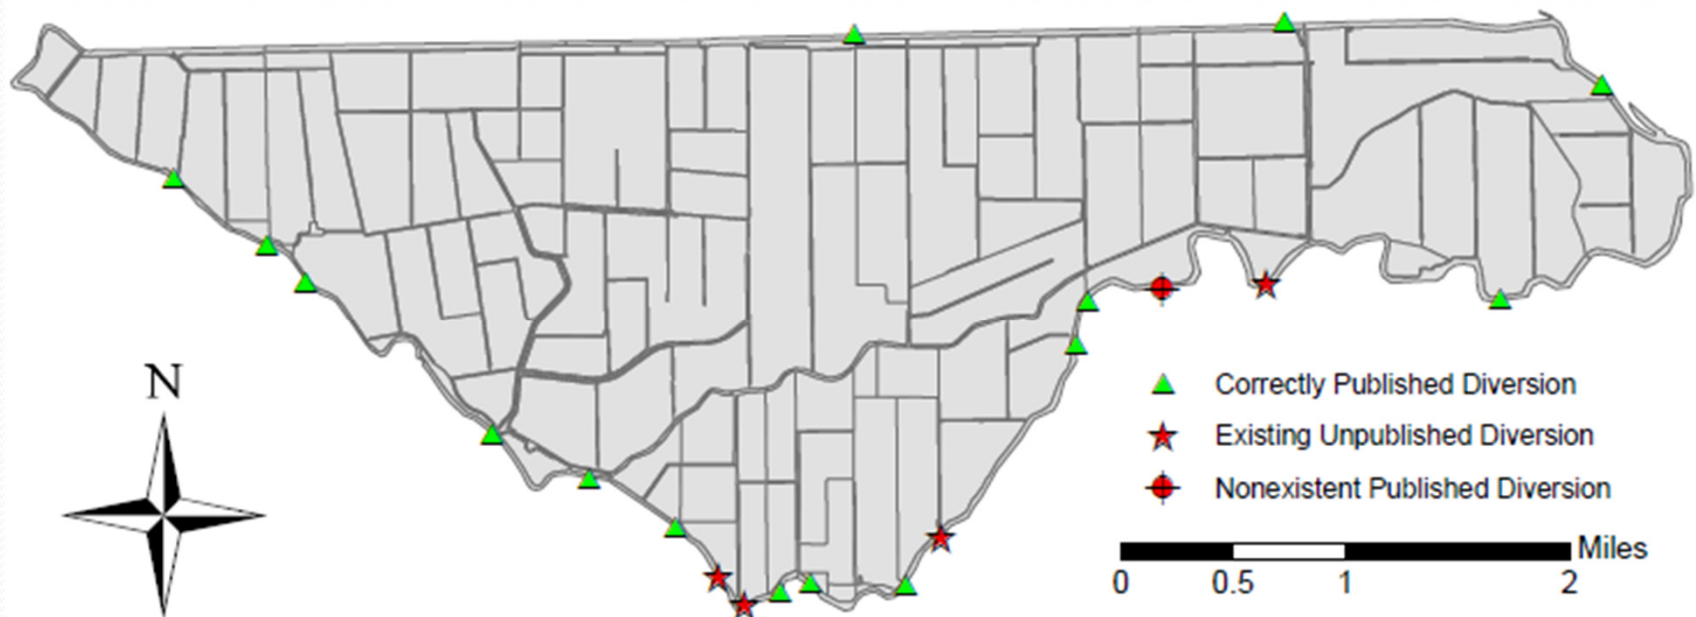 N
Correctly Published Diversion
Existing Unpublished Diversion
Nonexistent Published Diversion
Miles
0 0.5 1 2